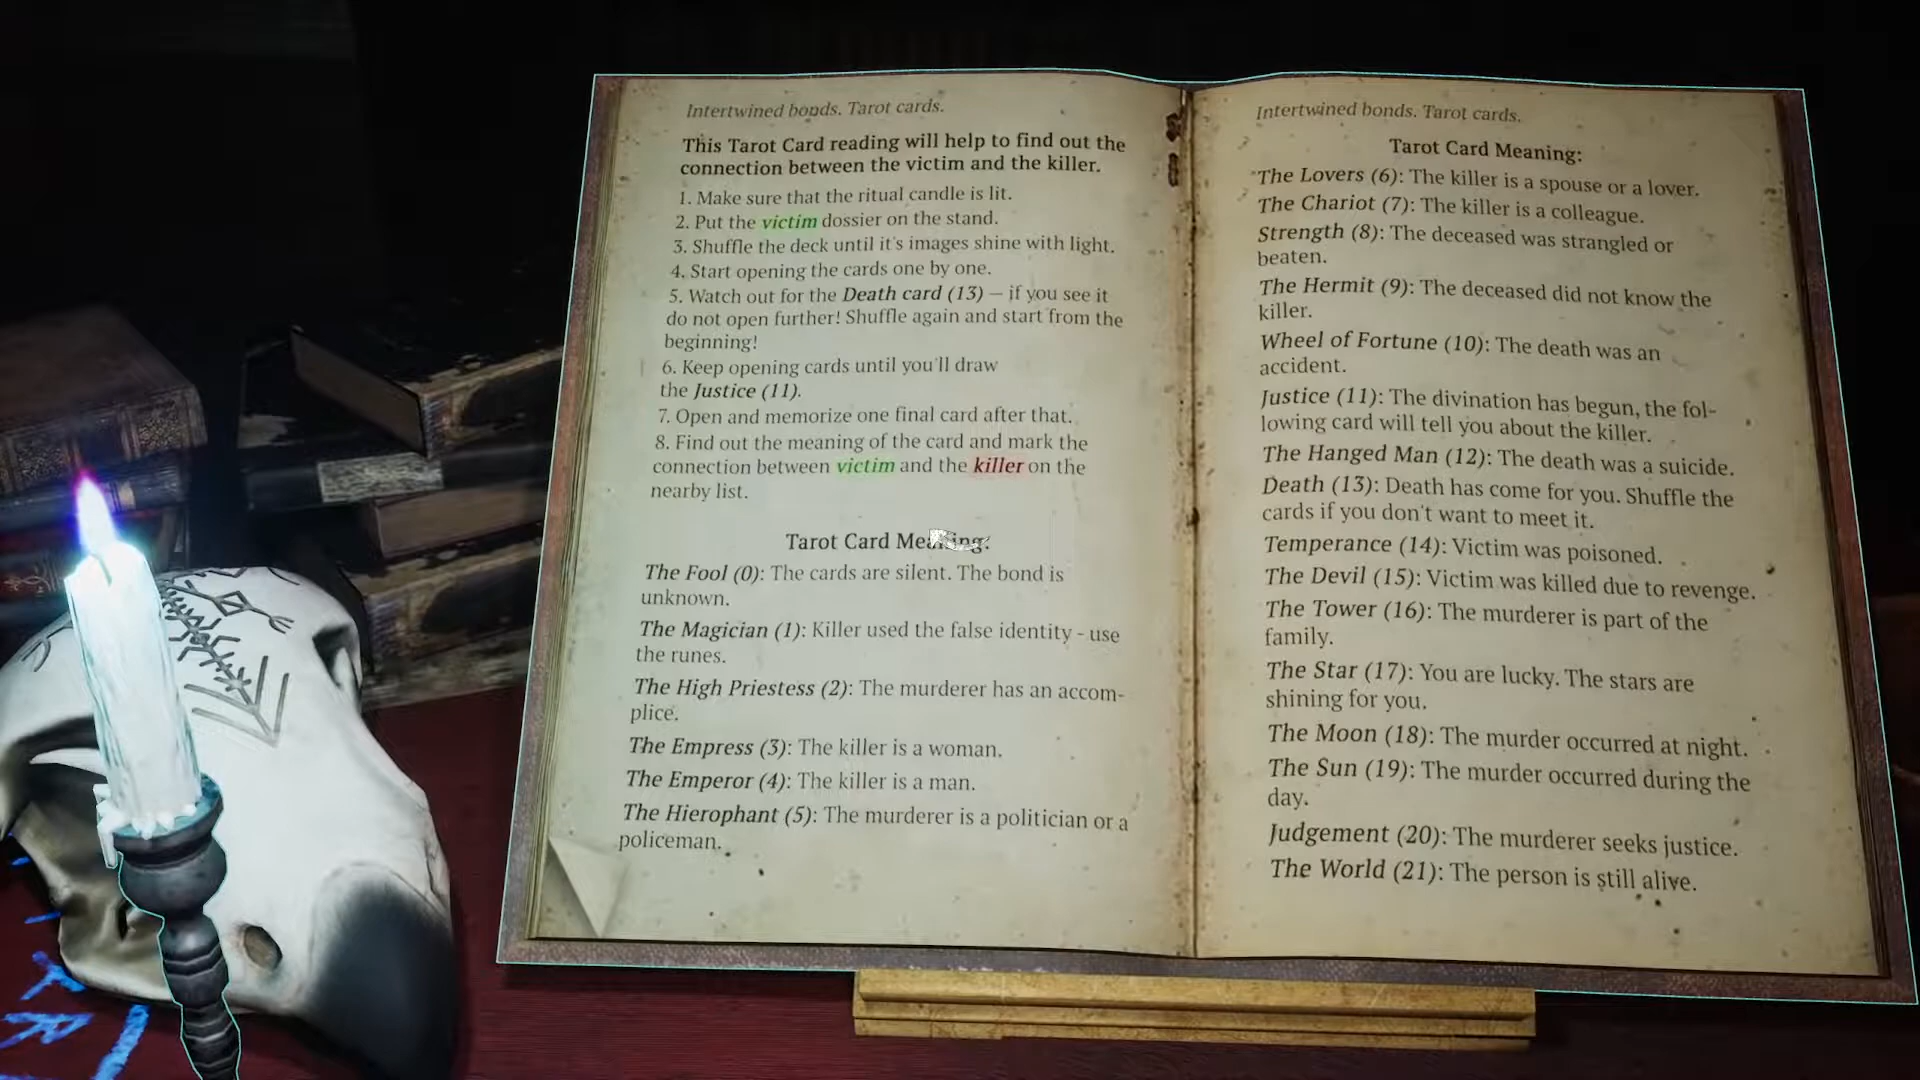 Intertwined bonds. Tarot cards.
This Tarot Card reading will help to find out the
connection between the victim and the killer.
1. Make sure that the ritual candle is lit.
2. Put the victim dossier on the stand.
3. Shuffle the deck until it's images shine with light.
4. Start opening the cards one by one.
5. Watch out for the Death card (13) – if you see it
do not open further! Shuffle again and start from the
beginning!
6. Keep opening cards until you'll draw
the Justice (11).
7. Open and memorize one final card after that.
8. Find out the meaning of the card and mark the
connection between victim and the killer on the
nearby list.
Tarot Card Meaning:
The Fool (0): The cards are silent. The bond is
unknown.
The Magician (1): Killer used the false identity - use
the runes.
The High Priestess (2): The murderer has an accom-
plice.
The Empress (3): The killer is a woman.
The Emperor (4): The killer is a man.
The Hierophant (5): The murderer is a politician or a
policeman.
Intertwined bonds. Tarot cards.
Tarot Card Meaning:
The Lovers (6): The killer is a spouse or a lover.
The Chariot (7): The killer is a colleague.
Strength (8): The deceased was strangled or
beaten.
The Hermit (9): The deceased did not know the
killer.
Wheel of Fortune (10): The death was an
accident.
Justice (11): The divination has begun, the fol-
lowing card will tell you about the killer.
The Hanged Man (12): The death was a suicide.
Death (13): Death has come for you. Shuffle the
cards if you don't want to meet it.
Temperance (14): Victim was poisoned.
The Devil (15): Victim was killed due to revenge.
The Tower (16): The murderer is part of the
family.
The Star (17): You are lucky. The stars are
shining for you.
The Moon (18): The murder occurred at night.
The Sun (19): The murder occurred during the
day.
Judgement (20): The murderer seeks justice.
The World (21): The person is still alive.